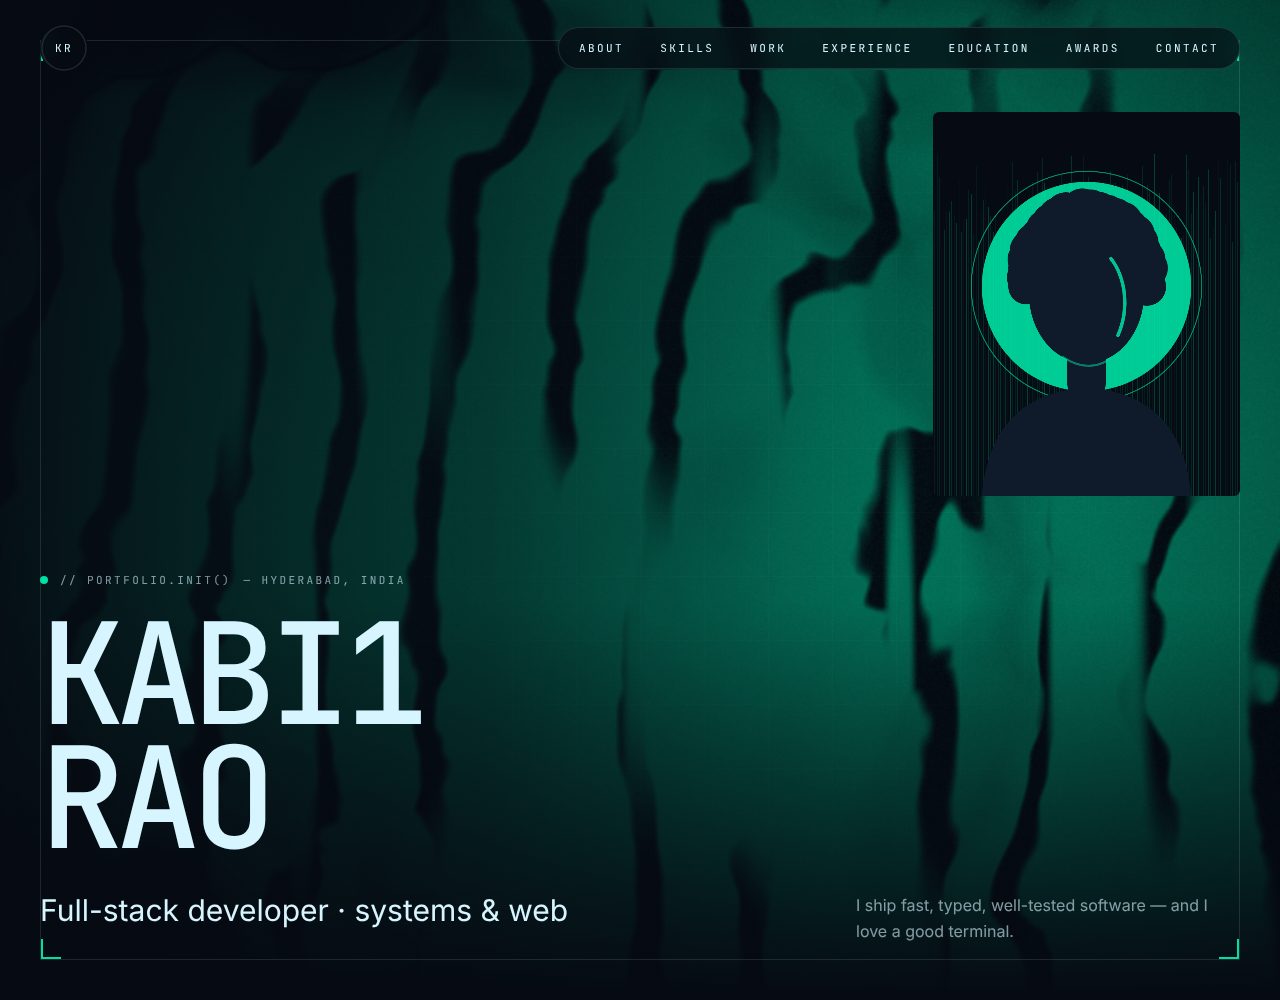 KR
ABOUT SKILLS WORK EXPERIENCE EDUCATION AWARDS CONTACT
// PORTFOLIO.INIT() — HYDERABAD, INDIA
KABI1
RAO
Full-stack developer · systems & web
I ship fast, typed, well-tested software — and I
love a good terminal.